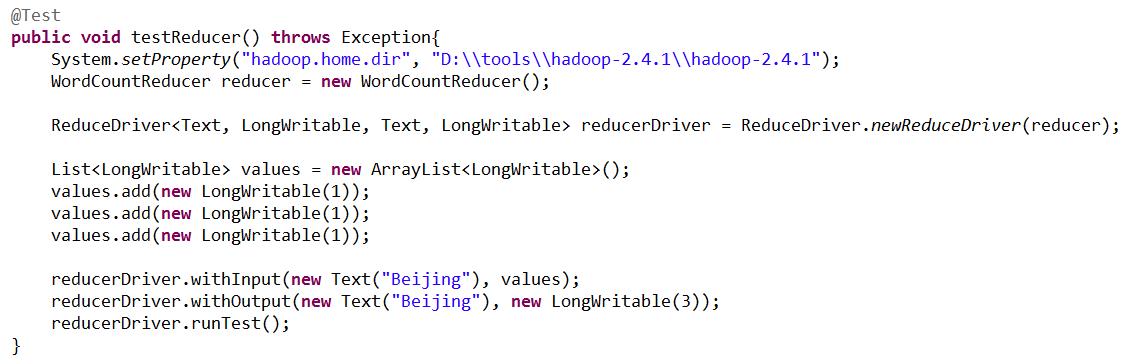 @Test
public void testReducer() throws Exception{
System.setProperty("hadoop.home.dir", "D:\\tools\\hadoop-2.4.1\\hadoop-2.4.1");
WordCountReducer reducer = new WordCountReducer();
ReduceDriver<Text, LongWritable, Text, LongWritable> reducerDriver = ReduceDriver.newReduceDriver(reducer);
List<LongWritable> values = new ArrayList<LongWritable>();
values.add(new LongWritable(1));
values.add(new LongWritable(1));
values.add(new LongWritable(1));
reducerDriver.withInput(new Text("Beijing"), values);
reducerDriver.withOutput(new Text("Beijing"), new LongWritable(3));
reducerDriver.runTest();
}